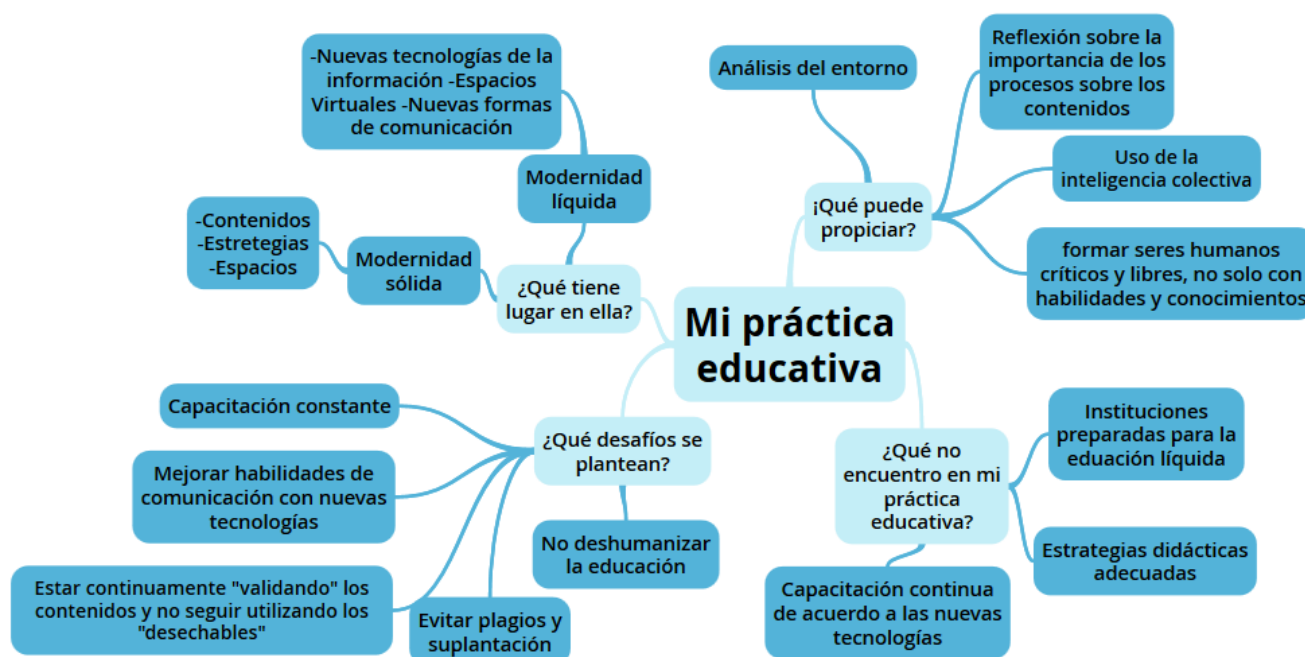 -Nuevas tecnologías de la
información -Espacios
Virtuales -Nuevas formas
de comunicación
Modernidad
líquida
-Contenidos
-Estretegias
-Espacios
Modernidad
sólida
¿Qué tiene
lugar en ella?
Análisis del entorno
Reflexión sobre la
importancia de los
procesos sobre los
contenidos
Uso de la
inteligencia colectiva
¡Qué puede
propiciar?
formar seres humanos
críticos y libres, no solo con
habilidades y conocimientos
Mi práctica
educativa
Capacitación constante
¿Qué desafíos se
plantean?
Mejorar habilidades de
comunicación con nuevas
tecnologías
No deshumanizar
la educación
Estar continuamente "validando" los
contenidos y no seguir utilizando los
"desechables"
Evitar plagios y
suplantación
¿Qué no
encuentro en mi
práctica
educativa?
Instituciones
preparadas para la
eduación líquida
Estrategias didácticas
adecuadas
Capacitación continua
de acuerdo a las nuevas
tecnologías